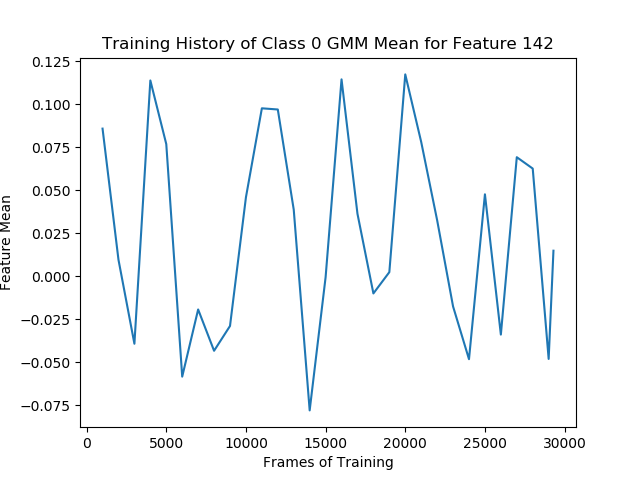 Training History of Class 0 GMM Mean for Feature 142
0.125
0.100
0.075
0.050
0.025
0.000
−0.025
−0.050
−0.075
Feature Mean
0 5000 10000 15000 20000 25000 30000
Frames of Training